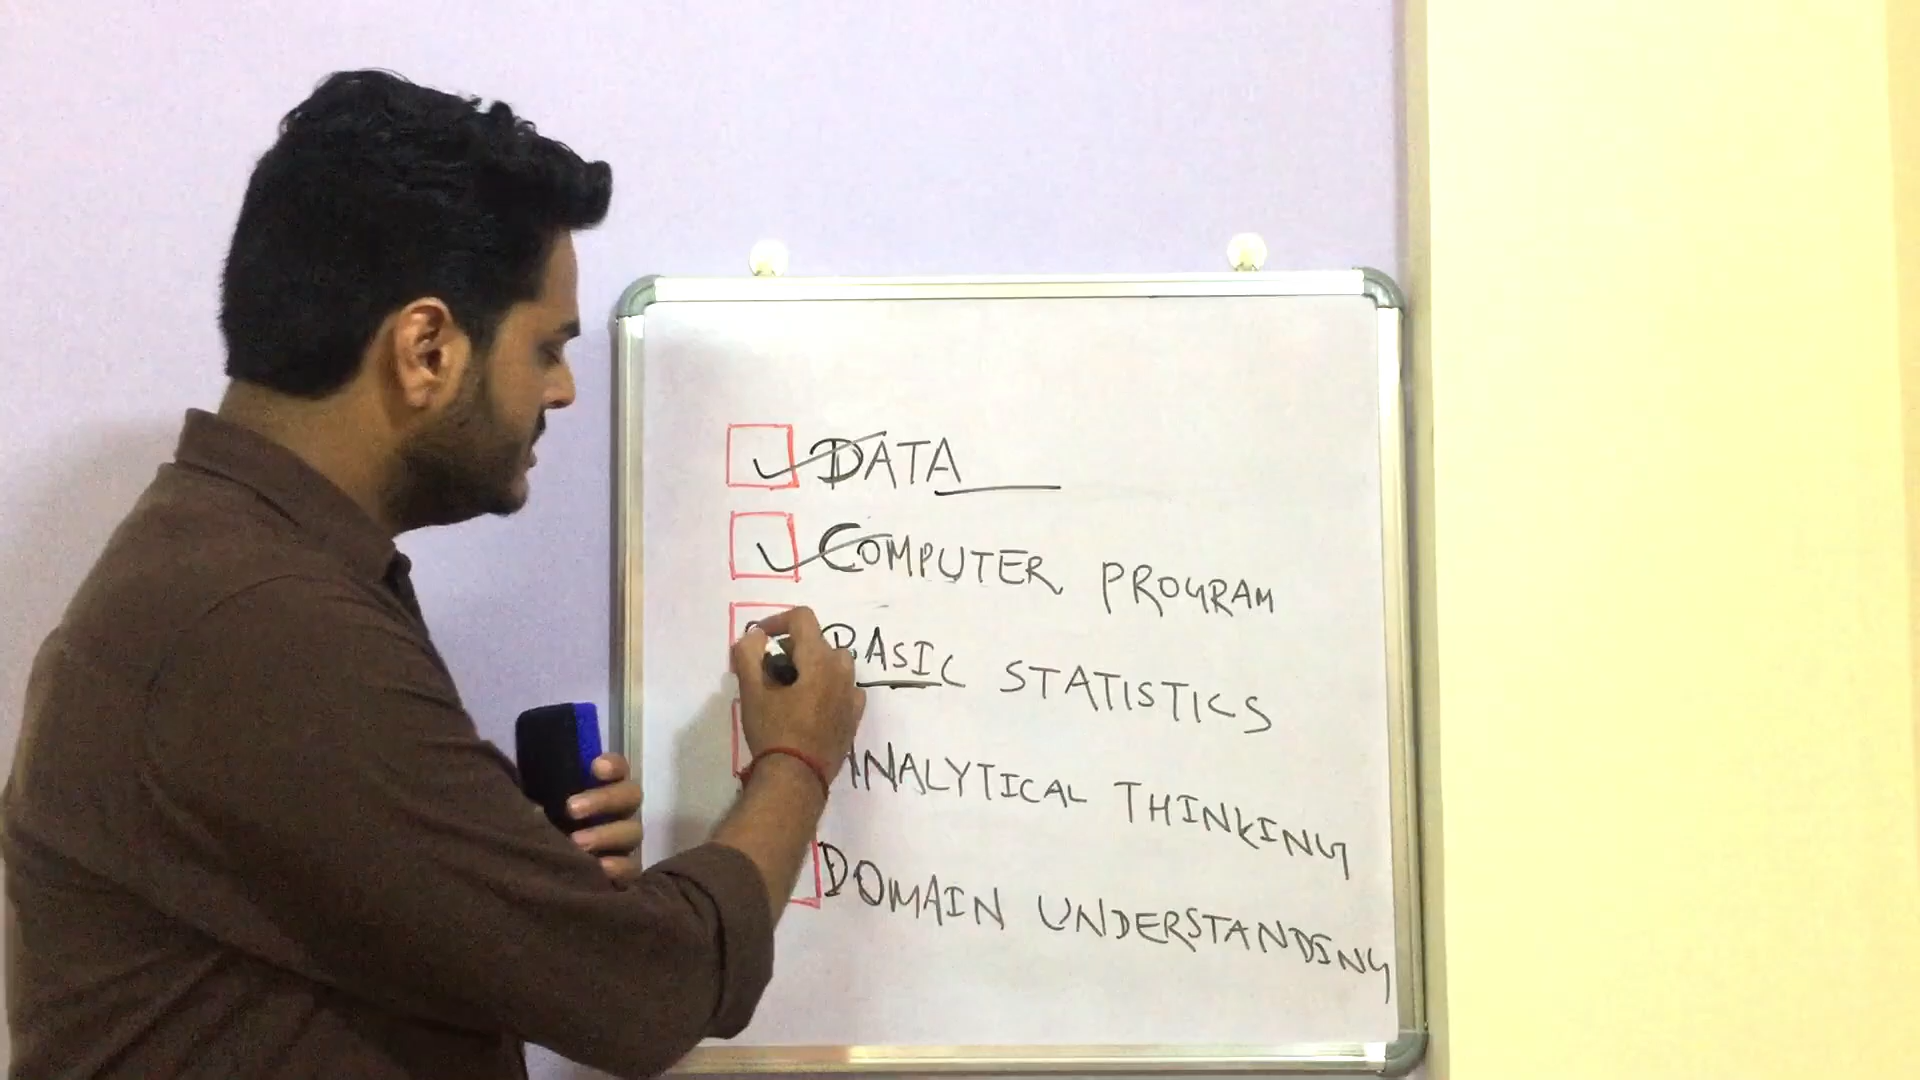 DATA
COMPUTER PROGRAM
BASIC STATISTICS
ANALYTICAL THINKING
DOMAIN UNDERSTANDING